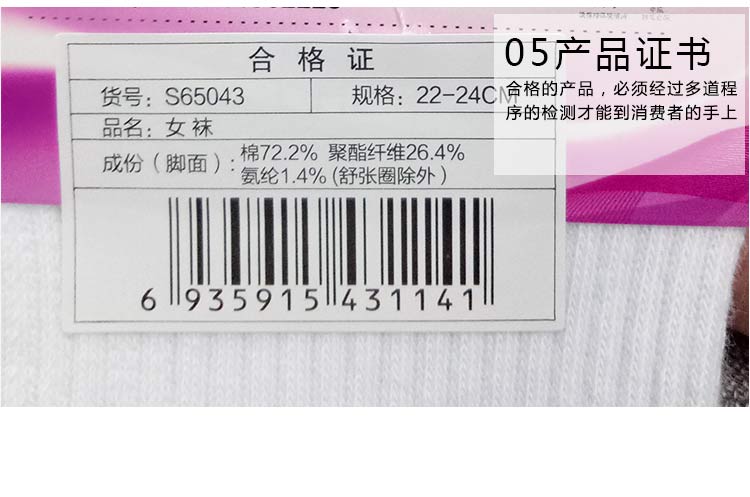 合格证
货号: S65043
规格: 22-24CM
品名: 女袜
成份(脚面): 棉72.2% 聚酯纤维26.4%
氨纶1.4%(舒张圈除外)
6 935915 431141
05产品证书
合格的产品，必须经过多道程
序的检测才能到消费者的手上